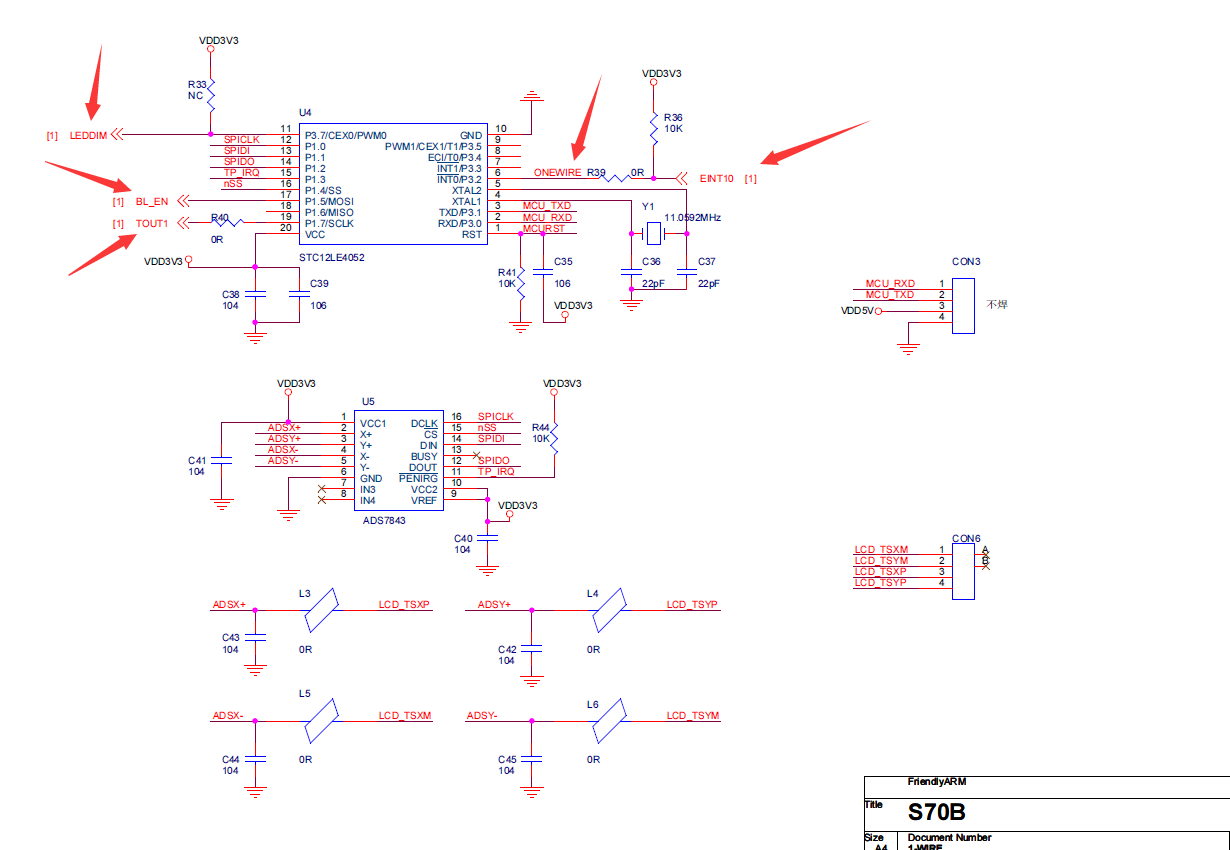 VDD3V3
R33
NC
U4
[1] LEDDIM
11 P3.7/CEX0/PWM0
SPICLK 12 P1.0
SPIDI 13 P1.1
SPIDO 14 P1.2
TP_IRQ 15 P1.3
nSS 16 P1.4/SS
[1] BL_EN 17 P1.5/MOSI
18 P1.6/MISO
[1] TOUT1 R40 0R 19 P1.7/SCLK
20 VCC
GND 10
PWM1/CEX1/T1/P3.5 9
ECI/T0/P3.4 8
INT1/P3.3 7
INT0/P3.2 6
XTAL2 5
XTAL1 4
TXD/P3.1 3 MCU_TXD
RXD/P3.0 2 MCU_RXD
RST 1 MCURST
STC12LE4052
VDD3V3
R36
10K
ONEWIRE R39 0R
EINT10 [1]
Y1
11.0592MHz
VDD3V3
C38
104
C39
106
R41
10K
C35
106
VDD3V3
C36
22pF
C37
22pF
CON3
MCU_RXD 1
MCU_TXD 2
VDD5V 3
4
不焊
VDD3V3
U5
1 VCC1
ADSX+ 2 X+
ADSY+ 3 Y+
ADSX- 4 X-
ADSY- 5 Y-
6 GND
7 IN3
8 IN4
DCLK 16 SPICLK
CS 15 nSS
DIN 14 SPIDI
BUSY 13
DOUT 12 SPIDO
PENIRG 11 TP_IRQ
VCC2 10
VREF 9
ADS7843
C41
104
VDD3V3
R44
10K
VDD3V3
C40
104
CON6
LCD_TSXM 1 A
LCD_TSYM 2 B
LCD_TSXP 3
LCD_TSYP 4
ADSX+ L3 LCD_TSXP
C43
104
0R
ADSY+ L4 LCD_TSYP
C42
104
0R
ADSX- L5 LCD_TSXM
C44
104
0R
ADSY- L6 LCD_TSYM
C45
104
0R
FriendlyARM
Title
S70B
Size
A4
Document Number
1-WIRE